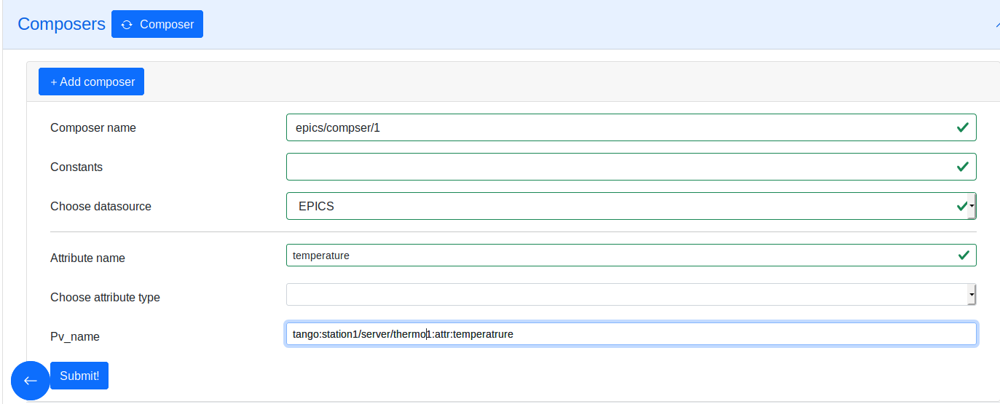 Composers Composer
+ Add composer
Composer name epics/compser/1
Constants
Choose datasource EPICS
Attribute name temperature
Choose attribute type
Pv_name tango:station1/server/thermo1:attr:temperatrure
Submit!